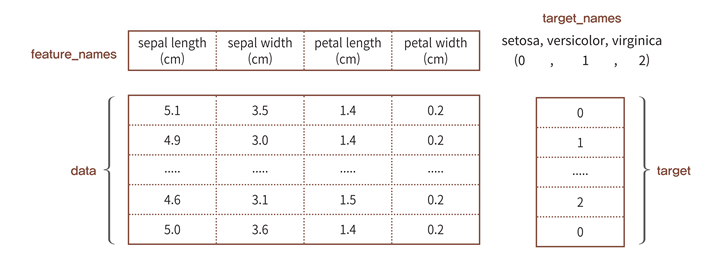 target_names
feature_names
sepal length (cm) sepal width (cm) petal length (cm) petal width (cm)
setosa, versicolor, virginica
(0 , 1 , 2)
data
5.1 3.5 1.4 0.2 0
4.9 3.0 1.4 0.2 1
..... ..... ..... ..... .....
4.6 3.1 1.5 0.2 2
5.0 3.6 1.4 0.2 0
target